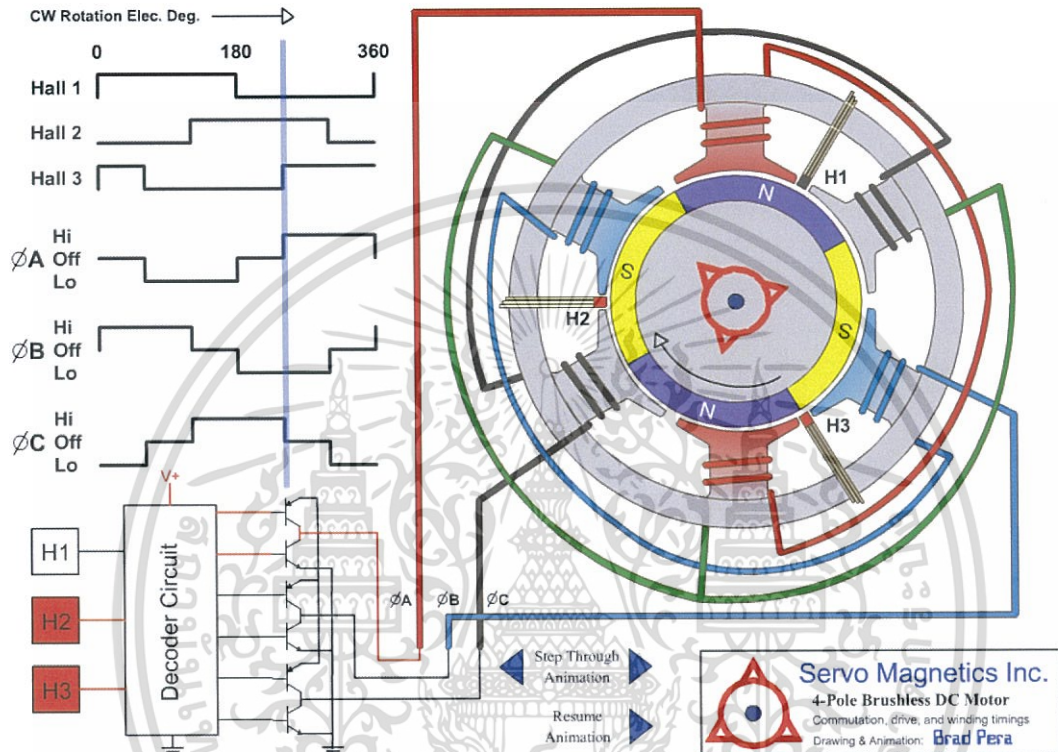 CW Rotation Elec. Deg.
0 180 360
Hall 1
Hall 2
Hall 3
ØA Hi Off Lo
ØB Hi Off Lo
ØC Hi Off Lo
V+
H1
H2
H3
Decoder Circuit
ØA ØB ØC
H1
N
S
H2
S
N
H3
Step Through
Animation
Resume
Animation
Servo Magnetics Inc.
4-Pole Brushless DC Motor
Commutation, drive, and winding timings
Drawing & Animation: Brad Pera